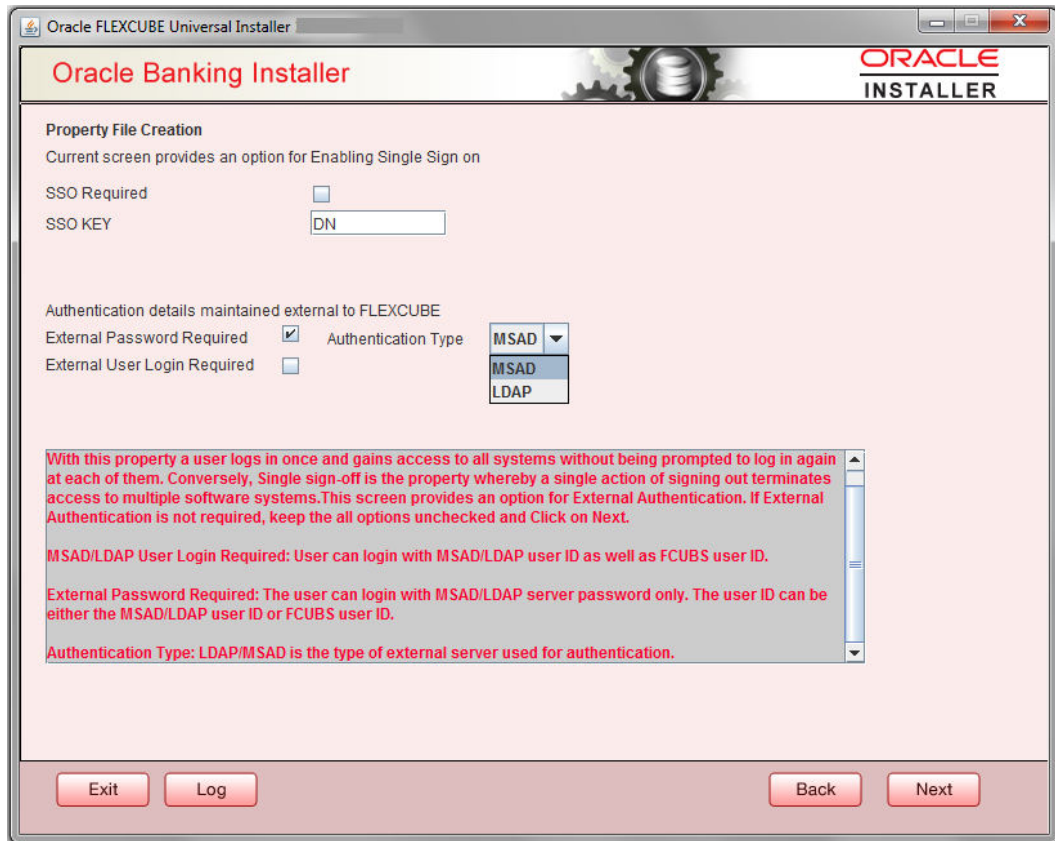 Oracle FLEXCUBE Universal Installer
Oracle Banking Installer
ORACLE
INSTALLER
Property File Creation
Current screen provides an option for Enabling Single Sign on
SSO Required
SSO KEY
DN
Authentication details maintained external to FLEXCUBE
External Password Required
Authentication Type
MSAD
External User Login Required
MSAD
LDAP
With this property a user logs in once and gains access to all systems without being prompted to log in again
at each of them. Conversely, Single sign-off is the property whereby a single action of signing out terminates
access to multiple software systems.This screen provides an option for External Authentication. If External
Authentication is not required, keep the all options unchecked and Click on Next.
MSAD/LDAP User Login Required: User can login with MSAD/LDAP user ID as well as FCUBS user ID.
External Password Required: The user can login with MSAD/LDAP server password only. The user ID can be
either the MSAD/LDAP user ID or FCUBS user ID.
Authentication Type: LDAP/MSAD is the type of external server used for authentication.
Exit
Log
Back
Next